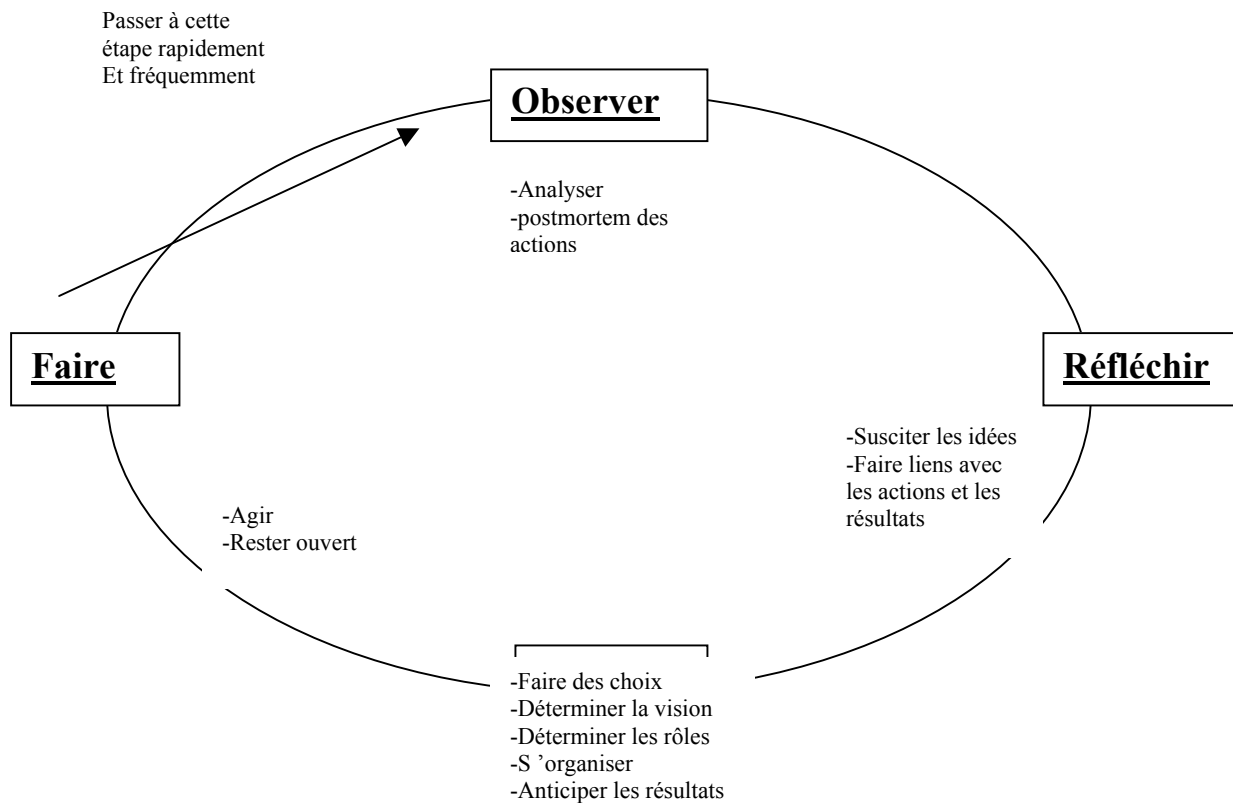 Passer à cette
étape rapidement
Et fréquemment
Observer
-Analyser
-postmortem des
actions
Faire
Réfléchir
-Susciter les idées
-Faire liens avec
les actions et les
résultats
-Agir
-Rester ouvert
-Faire des choix
-Déterminer la vision
-Déterminer les rôles
-S ’organiser
-Anticiper les résultats